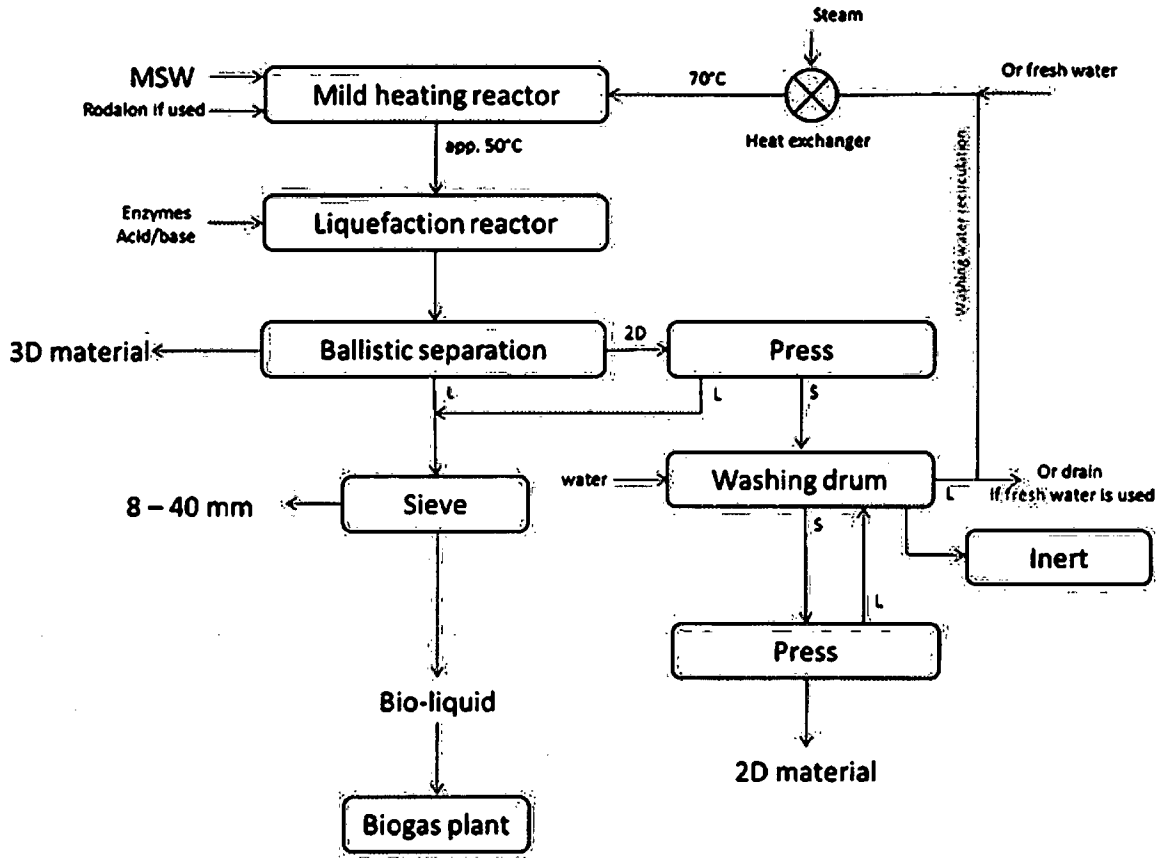 Steam
MSW
Rodalon if used
Mild heating reactor
70°C
Or fresh water
Heat exchanger
app. 50°C
Washing water recirculation
Enzymes
Acid/base
Liquefaction reactor
3D material
Ballistic separation
2D
Press
L
L
S
water
Washing drum
L
Or drain
If fresh water is used
8 – 40 mm
Sieve
S
L
Inert
Press
Bio-liquid
2D material
Biogas plant